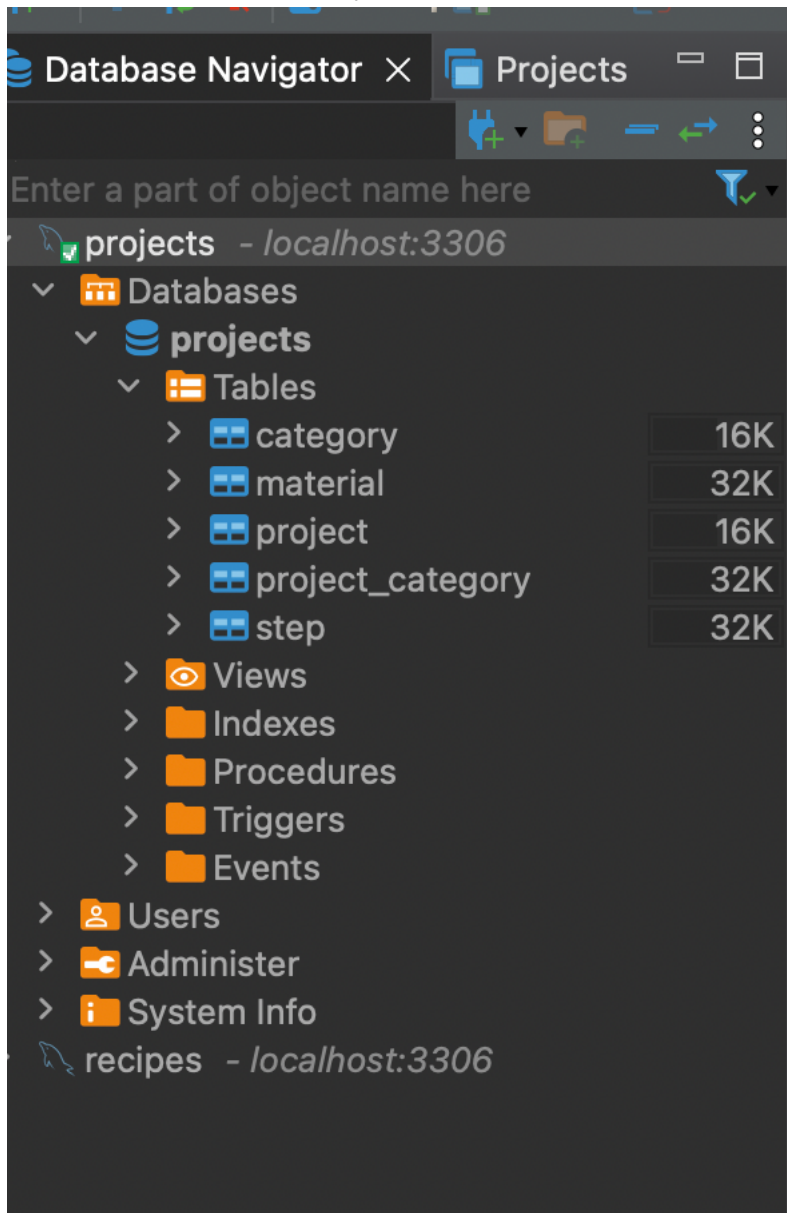 Database Navigator Projects
Enter a part of object name here
projects - localhost:3306
Databases
projects
Tables
category 16K
material 32K
project 16K
project_category 32K
step 32K
Views
Indexes
Procedures
Triggers
Events
Users
Administer
System Info
recipes - localhost:3306